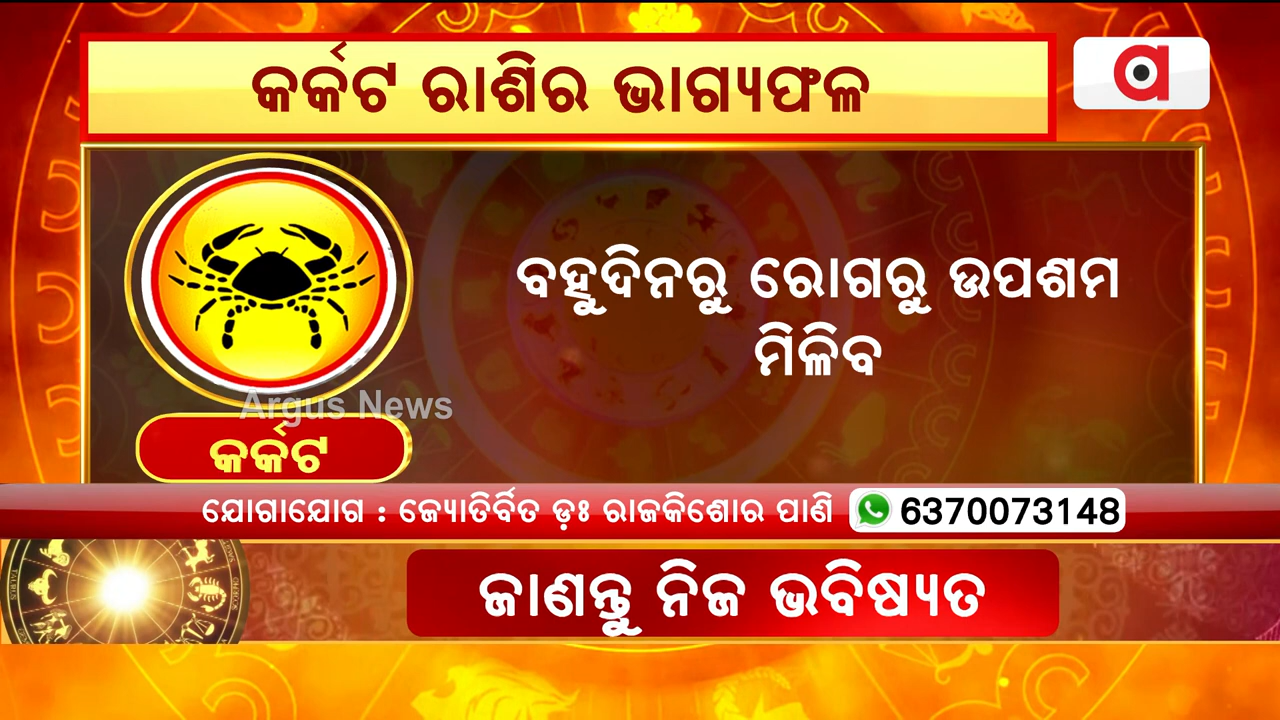 କର୍କଟ ରାଶିର ଭାଗ୍ୟଫଳ
a
ବହୁଦିନରୁ ରୋଗରୁ ଉପଶମ
ମିଳିବ
Argus News
କର୍କଟ
ଯୋଗାଯୋଗ : ଜ୍ୟୋତିର୍ବିତ ଡ଼ଃ ରାଜକିଶୋର ପାଣି 6370073148
ଜାଣନ୍ତୁ ନିଜ ଭବିଷ୍ୟତ